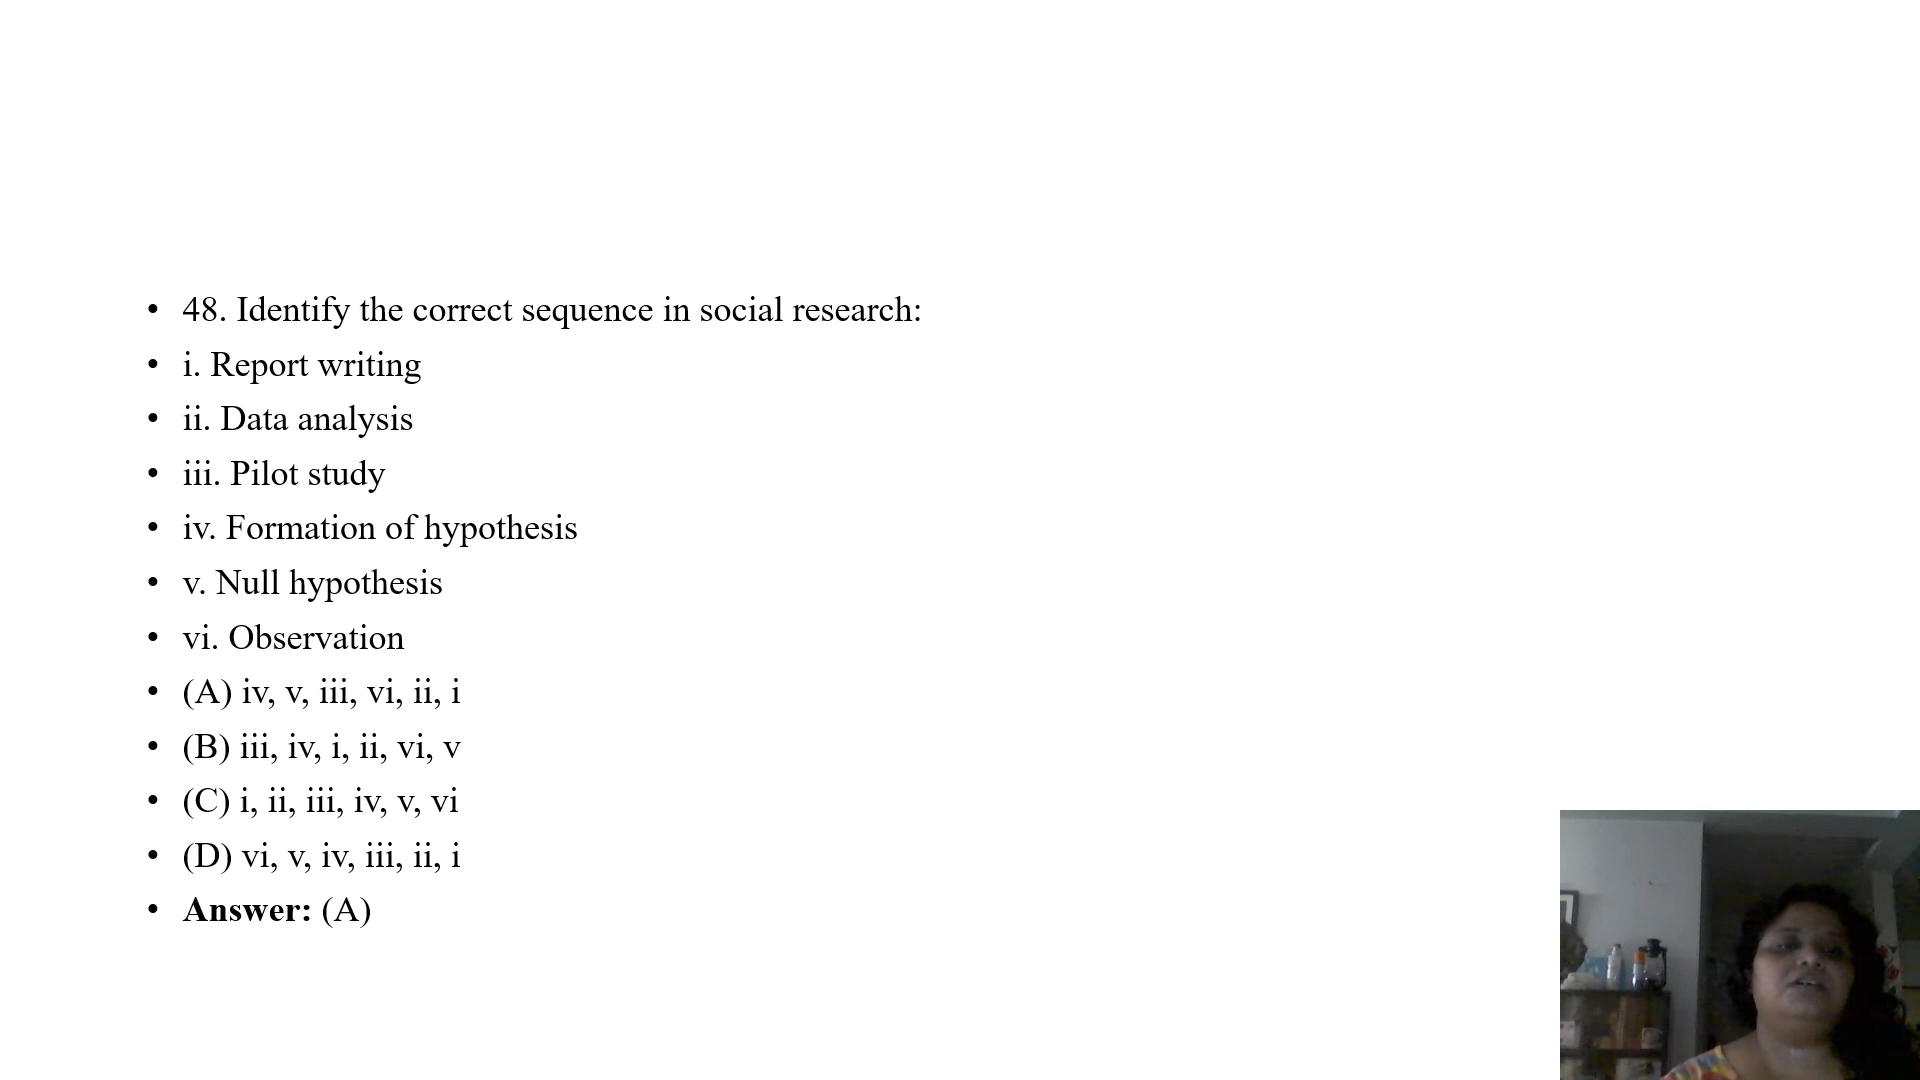 • 48. Identify the correct sequence in social research:
• i. Report writing
• ii. Data analysis
• iii. Pilot study
• iv. Formation of hypothesis
• v. Null hypothesis
• vi. Observation
• (A) iv, v, iii, vi, ii, i
• (B) iii, iv, i, ii, vi, v
• (C) i, ii, iii, iv, v, vi
• (D) vi, v, iv, iii, ii, i
• Answer: (A)